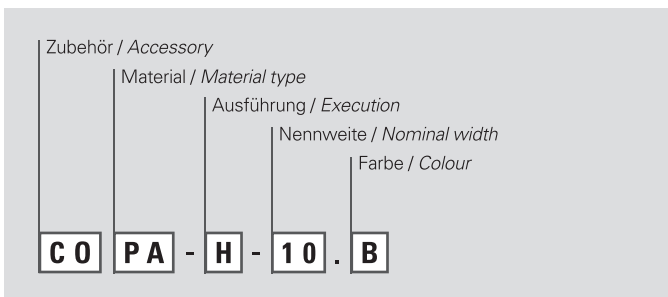 Zubehör / Accessory
Material / Material type
Ausführung / Execution
Nennweite / Nominal width
Farbe / Colour
CO PA - H - 10 . B